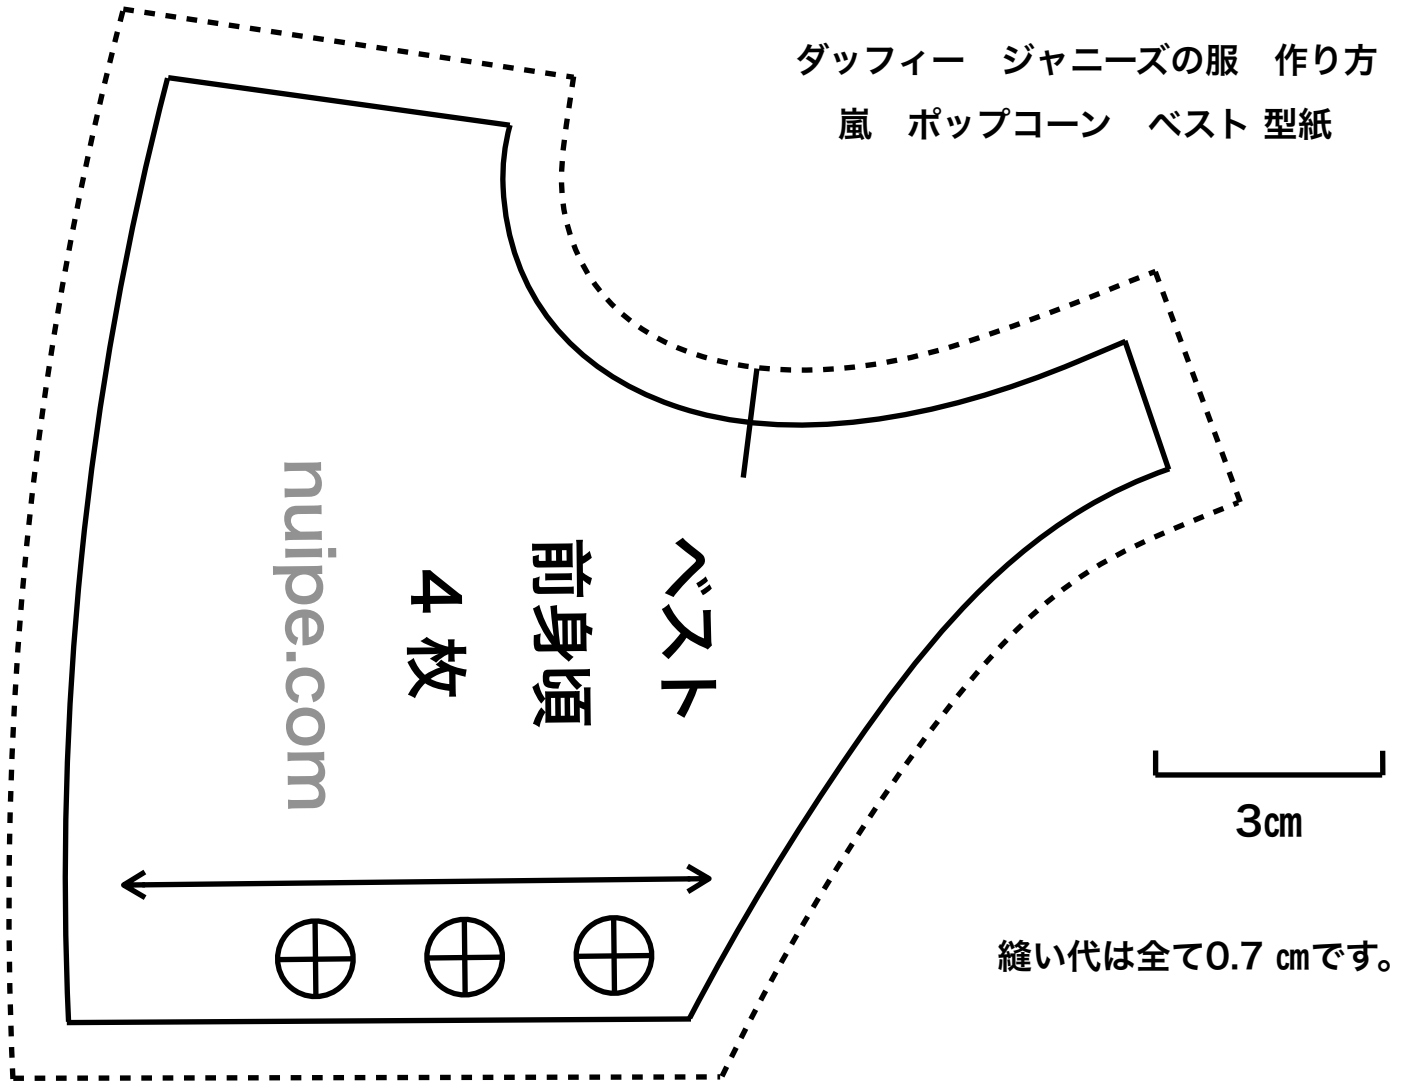 ダッフィー　ジャニーズの服　作り方
嵐　ポップコーン　ベスト 型紙
ベスト
前身頃
4 枚
nuipe.com
3㎝
縫い代は全て0.7 ㎝です。